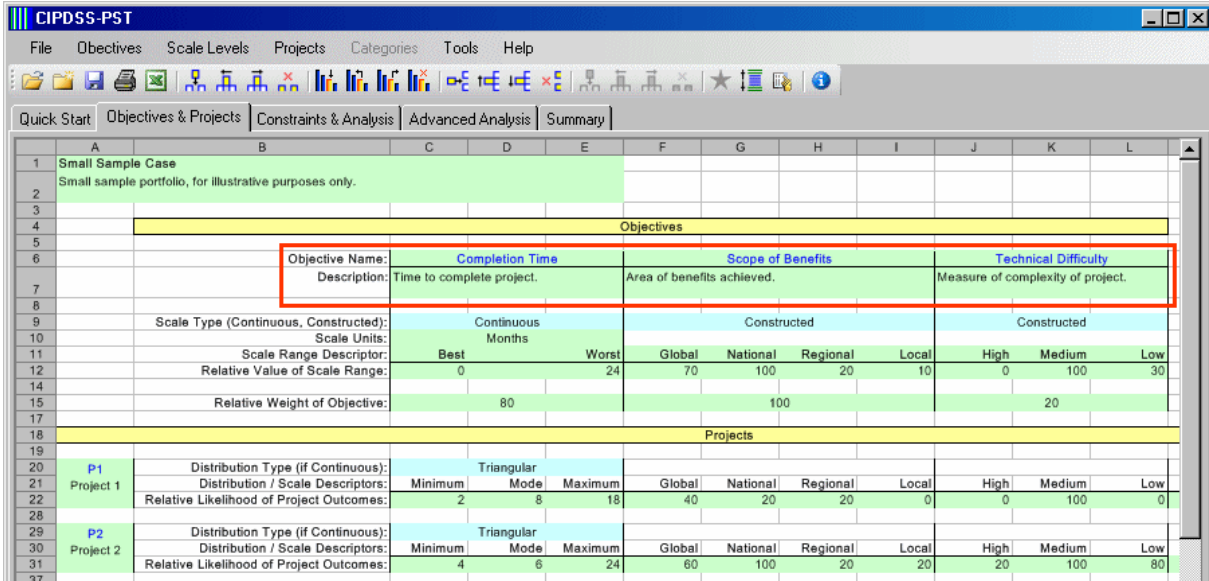 CIPDSS-PST
File Obectives Scale Levels Projects Categories Tools Help
Quick Start Objectives & Projects Constraints & Analysis Advanced Analysis Summary
A B C D E F G H I J K L
1 Small Sample Case
2 Small sample portfolio, for illustrative purposes only.
3
4 Objectives
5
6 Objective Name: Completion Time Scope of Benefits Technical Difficulty
7 Description: Time to complete project. Area of benefits achieved. Measure of complexity of project.
8
9 Scale Type (Continuous, Constructed): Continuous Constructed Constructed
10 Scale Units: Months
11 Scale Range Descriptor: Best Worst Global National Regional Local High Medium Low
12 Relative Value of Scale Range: 0 24 70 100 20 10 0 100 30
14
15 Relative Weight of Objective: 80 100 20
17
18 Projects
19
20 P1 Distribution Type (if Continuous): Triangular
21 Project 1 Distribution / Scale Descriptors: Minimum Mode Maximum Global National Regional Local High Medium Low
22 Relative Likelihood of Project Outcomes: 2 8 18 40 20 20 0 0 100 0
28
29 P2 Distribution Type (if Continuous): Triangular
30 Project 2 Distribution / Scale Descriptors: Minimum Mode Maximum Global National Regional Local High Medium Low
31 Relative Likelihood of Project Outcomes: 4 6 24 60 100 20 20 20 100 80
37